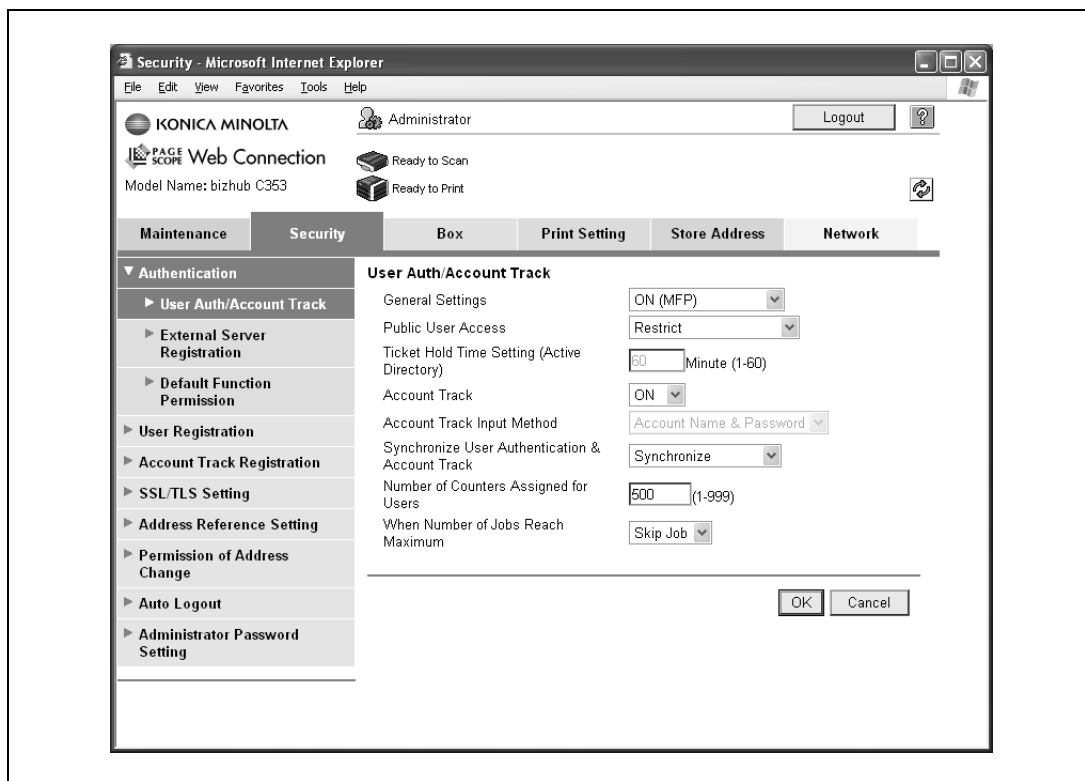 Security - Microsoft Internet Explorer
File Edit View Favorites Tools Help
KONICA MINOLTA
Administrator
Logout
?
PAGE SCOPE Web Connection
Ready to Scan
Model Name: bizhub C353
Ready to Print
Maintenance Security Box Print Setting Store Address Network
Authentication
User Auth/Account Track
External Server
Registration
Default Function
Permission
User Registration
Account Track Registration
SSL/TLS Setting
Address Reference Setting
Permission of Address
Change
Auto Logout
Administrator Password
Setting
User Auth/Account Track
General Settings ON (MFP)
Public User Access Restrict
Ticket Hold Time Setting (Active
Directory) 60 Minute (1-60)
Account Track ON
Account Track Input Method Account Name & Password
Synchronize User Authentication &
Account Track Synchronize
Number of Counters Assigned for
Users 500 (1-999)
When Number of Jobs Reach
Maximum Skip Job
OK Cancel